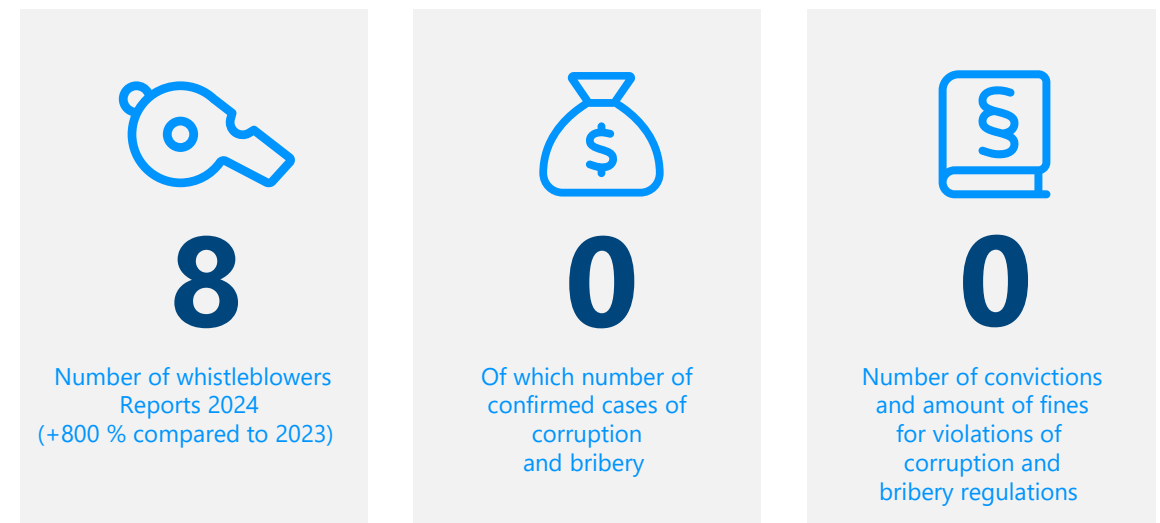 8
Number of whistleblowers
Reports 2024
(+800 % compared to 2023)
$
0
Of which number of
confirmed cases of
corruption
and bribery
§
0
Number of convictions
and amount of fines
for violations of
corruption and
bribery regulations